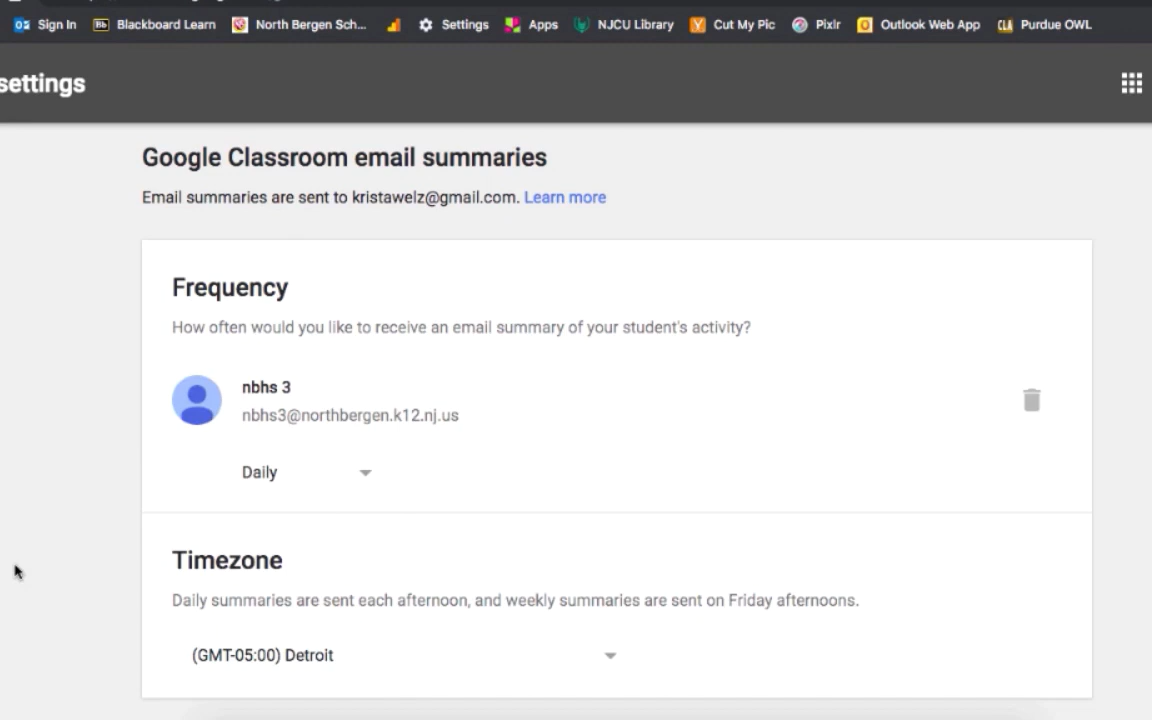 Sign In Blackboard Learn North Bergen Sch... Settings Apps NJCU Library Cut My Pic Pixlr Outlook Web App Purdue OWL
settings
Google Classroom email summaries
Email summaries are sent to kristawelz@gmail.com. Learn more
Frequency
How often would you like to receive an email summary of your student's activity?
nbhs 3
nbhs3@northbergen.k12.nj.us
Daily
Timezone
Daily summaries are sent each afternoon, and weekly summaries are sent on Friday afternoons.
(GMT-05:00) Detroit